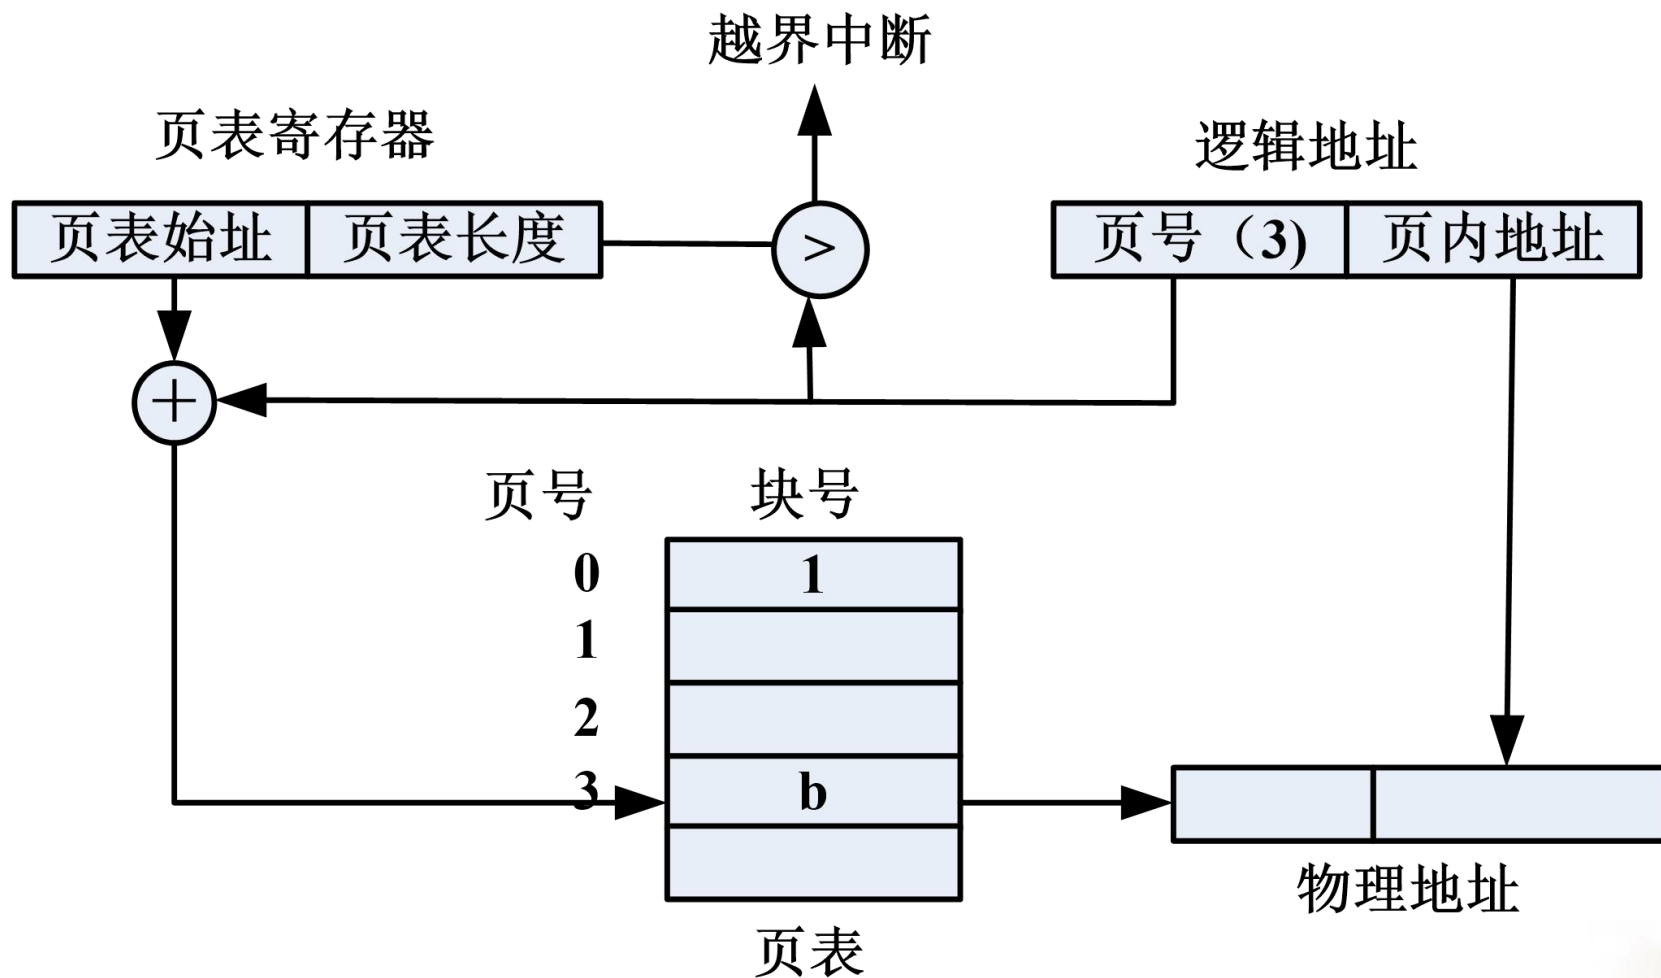 越界中断
页表寄存器
逻辑地址
页表始址 页表长度 > 页号（3) 页内地址
+
页号 块号
0 1
1
2
3 b
物理地址
页表